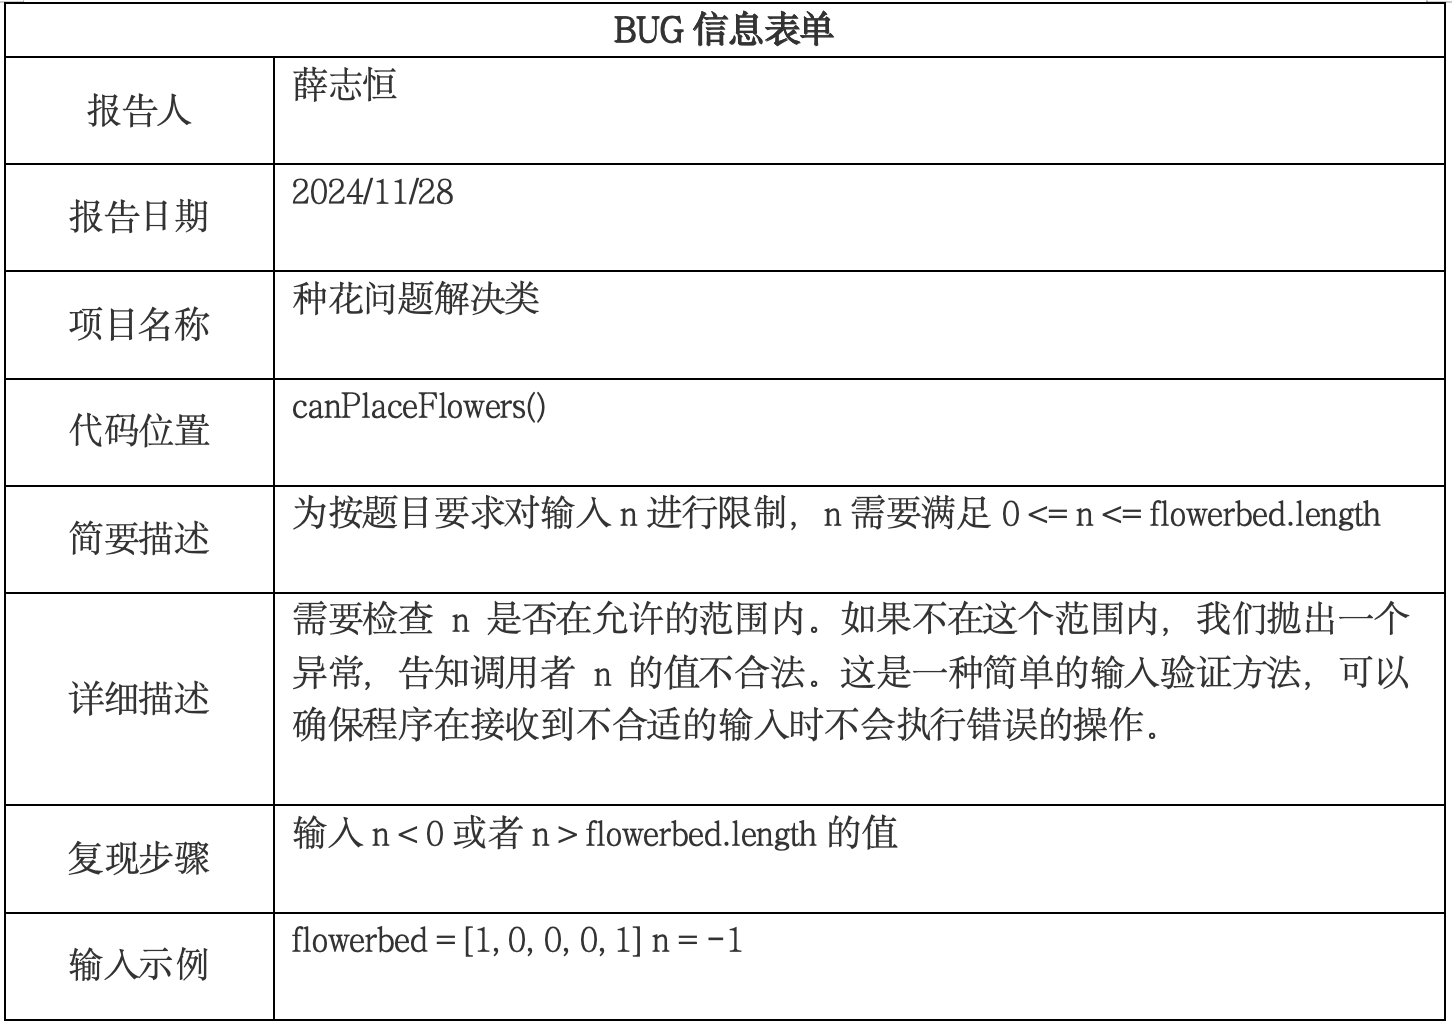 BUG 信息表单
报告人
薛志恒
报告日期
2024/11/28
项目名称
种花问题解决类
代码位置
canPlaceFlowers()
简要描述
为按题目要求对输入 n 进行限制，n 需要满足 0 <= n <= flowerbed.length
详细描述
需要检查 n 是否在允许的范围内。如果不在这个范围内，我们抛出一个
异常，告知调用者 n 的值不合法。这是一种简单的输入验证方法，可以
确保程序在接收到不合适的输入时不会执行错误的操作。
复现步骤
输入 n < 0 或者 n > flowerbed.length 的值
输入示例
flowerbed = [1, 0, 0, 0, 1] n = -1